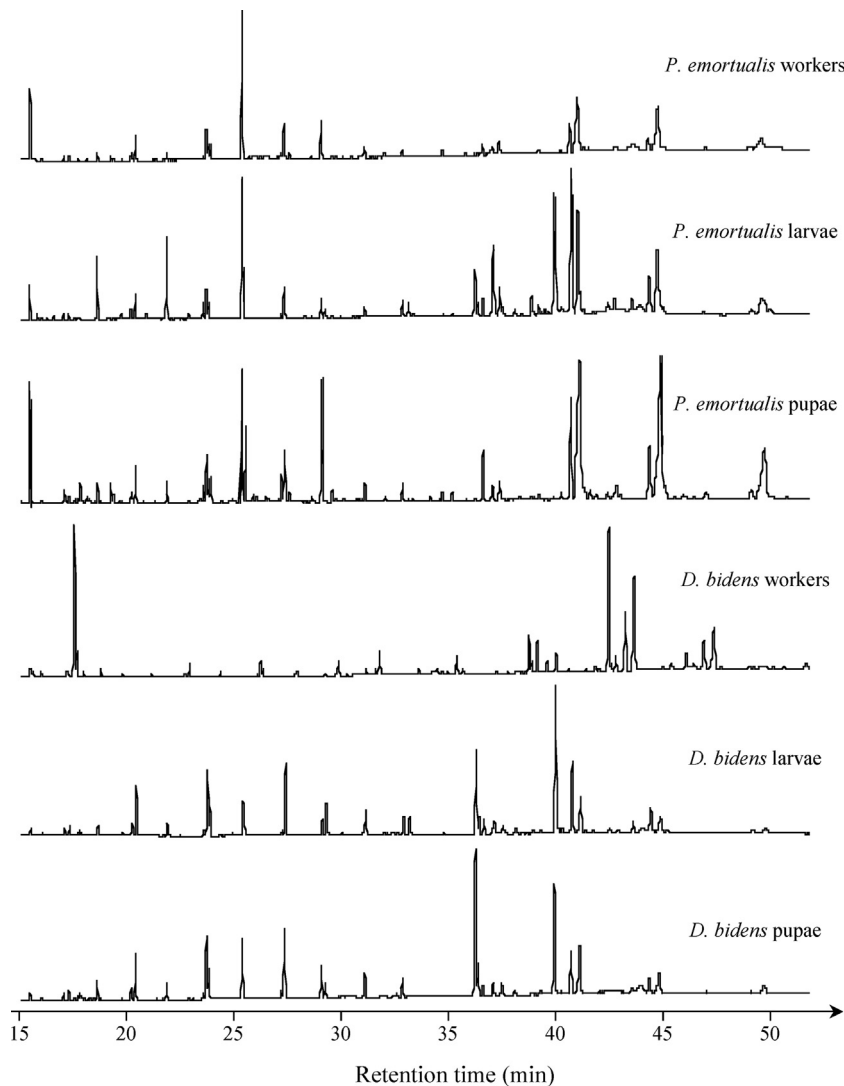 P. emortualis workers
P. emortualis larvae
P. emortualis pupae
D. bidens workers
D. bidens larvae
D. bidens pupae
15 20 25 30 35 40 45 50
Retention time (min)